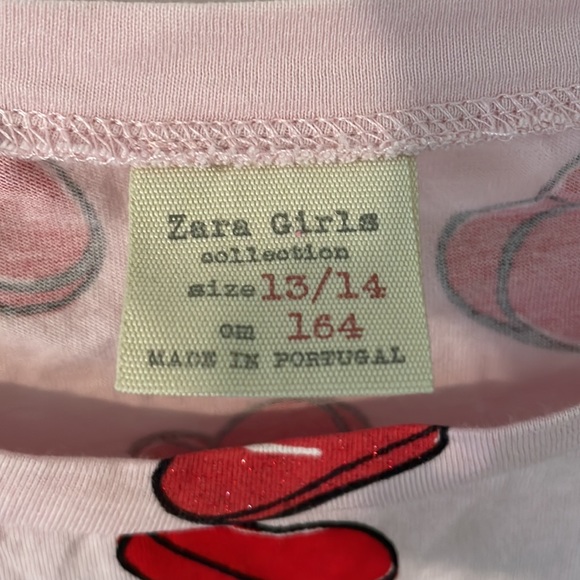 Zara Girls
collection
size 13/14
cm 164
MADE IN PORTUGAL